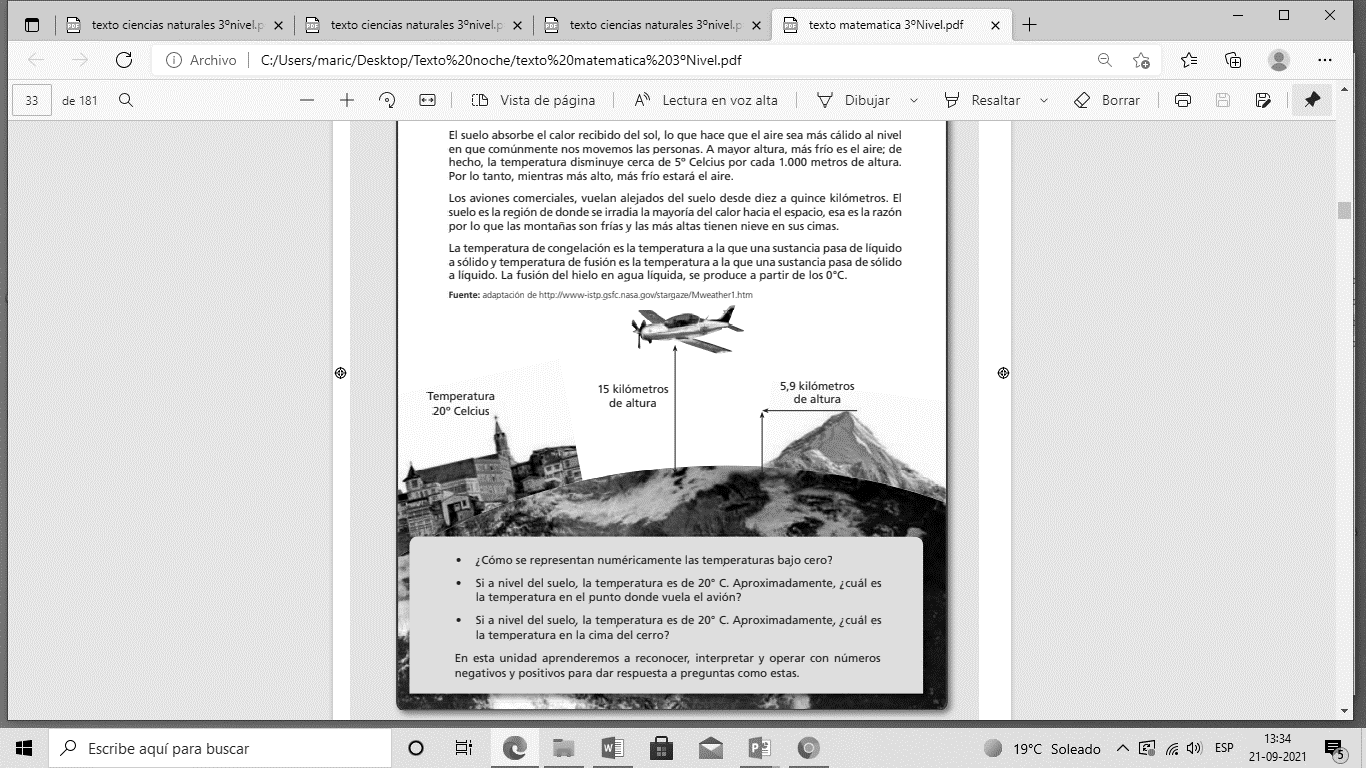 texto ciencias naturales 3ºnivel.p
texto ciencias naturales 3ºnivel.p
texto ciencias naturales 3ºnivel.p
texto matematica 3ºNivel.pdf
Archivo
C:/Users/maric/Desktop/Texto%20noche/texto%20matematica%203ºNivel.pdf
33
de 181
Vista de página
Lectura en voz alta
Dibujar
Resaltar
Borrar
El suelo absorbe el calor recibido del sol, lo que hace que el aire sea más cálido al nivel
en que comúnmente nos movemos las personas. A mayor altura, más frío es el aire; de
hecho, la temperatura disminuye cerca de 5º Celcius por cada 1.000 metros de altura.
Por lo tanto, mientras más alto, más frío estará el aire.
Los aviones comerciales, vuelan alejados del suelo desde diez a quince kilómetros. El
suelo es la región de donde se irradia la mayoría del calor hacia el espacio, esa es la razón
por lo que las montañas son frías y las más altas tienen nieve en sus cimas.
La temperatura de congelación es la temperatura a la que una sustancia pasa de líquido
a sólido y temperatura de fusión es la temperatura a la que una sustancia pasa de sólido
a líquido. La fusión del hielo en agua líquida, se produce a partir de los 0°C.
Fuente: adaptación de http://www-istp.gsfc.nasa.gov/stargaze/Mweather1.htm
Temperatura
20º Celcius
15 kilómetros
de altura
5,9 kilómetros
de altura
• ¿Cómo se representan numéricamente las temperaturas bajo cero?
• Si a nivel del suelo, la temperatura es de 20° C. Aproximadamente, ¿cuál es
la temperatura en el punto donde vuela el avión?
• Si a nivel del suelo, la temperatura es de 20° C. Aproximadamente, ¿cuál es
la temperatura en la cima del cerro?
En esta unidad aprenderemos a reconocer, interpretar y operar con números
negativos y positivos para dar respuesta a preguntas como estas.
Escribe aquí para buscar
19°C Soleado
ESP
13:34
21-09-2021
5